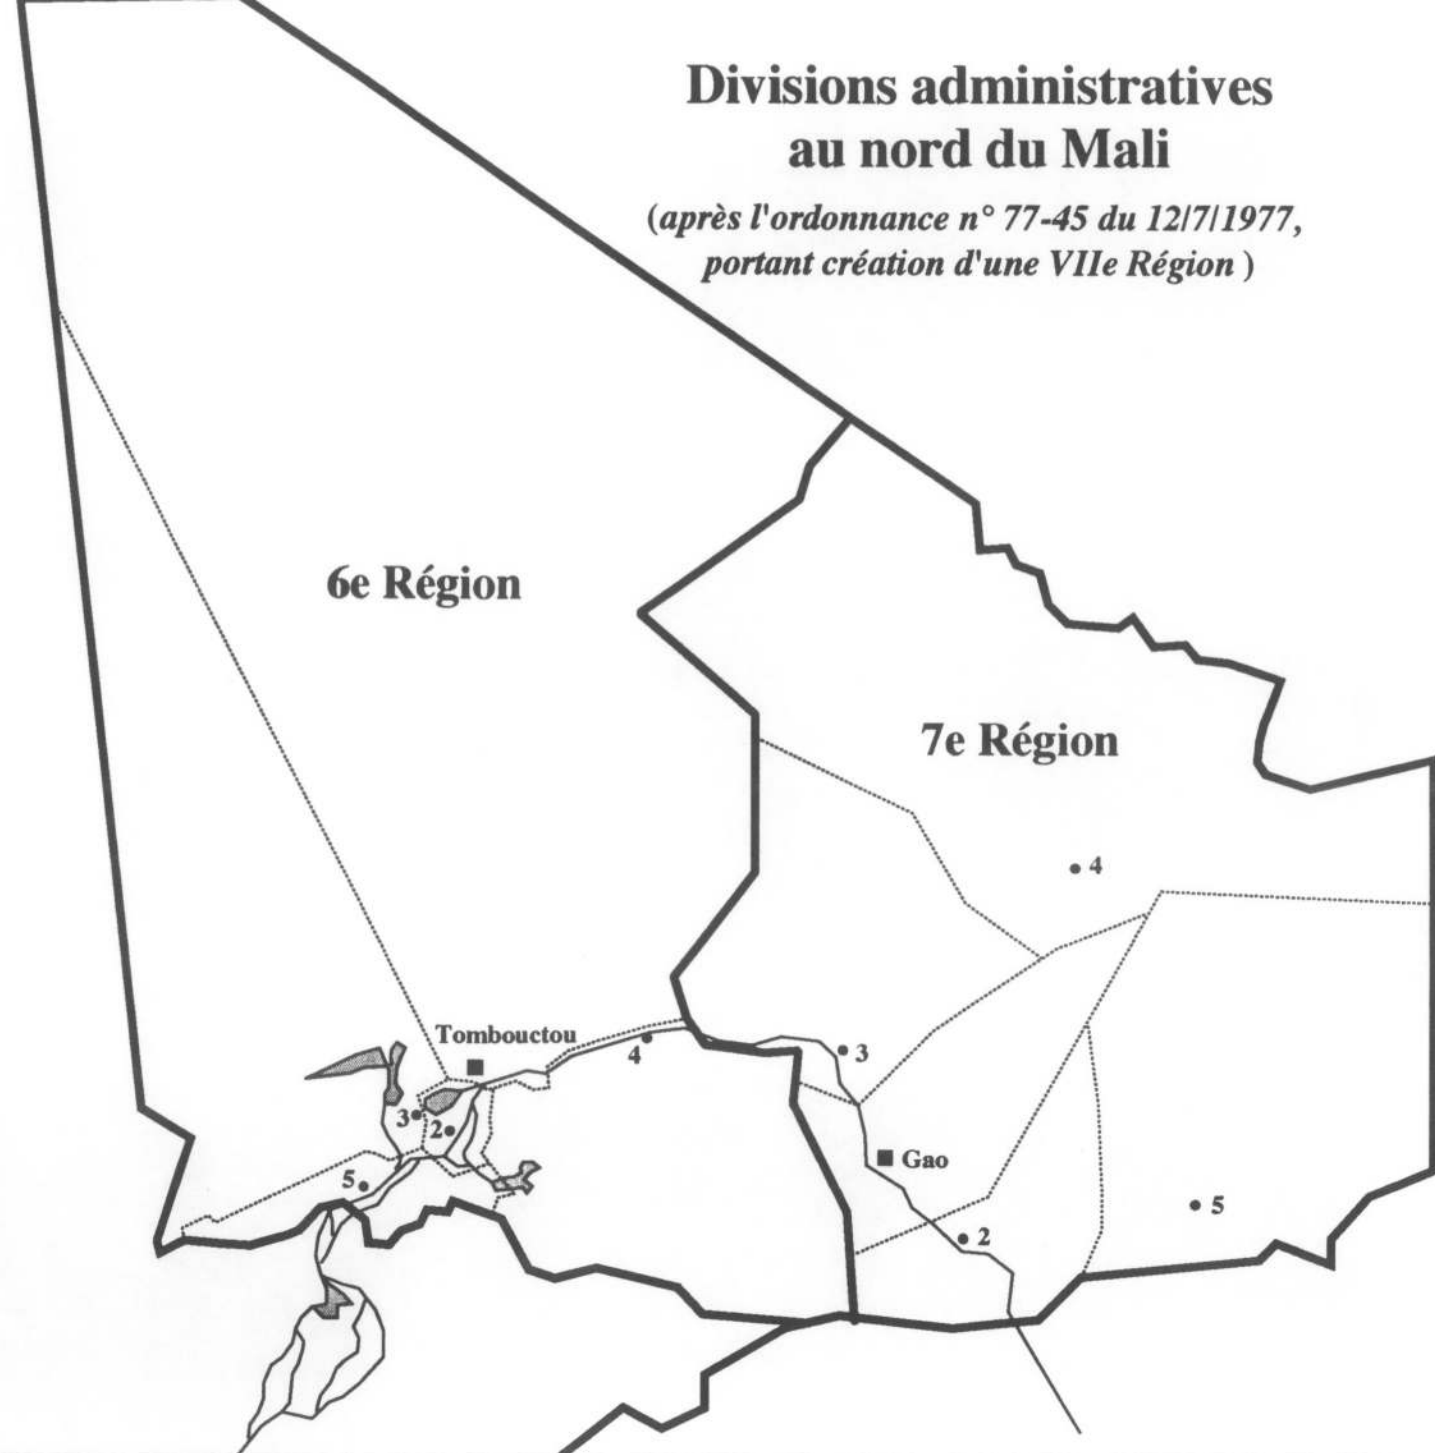 Divisions administratives
au nord du Mali
(après l'ordonnance n° 77-45 du 12/7/1977,
portant création d'une VIIe Région )
6e Région
7e Région
4
Tombouctou
4
3
3
2
Gao
5
5
2